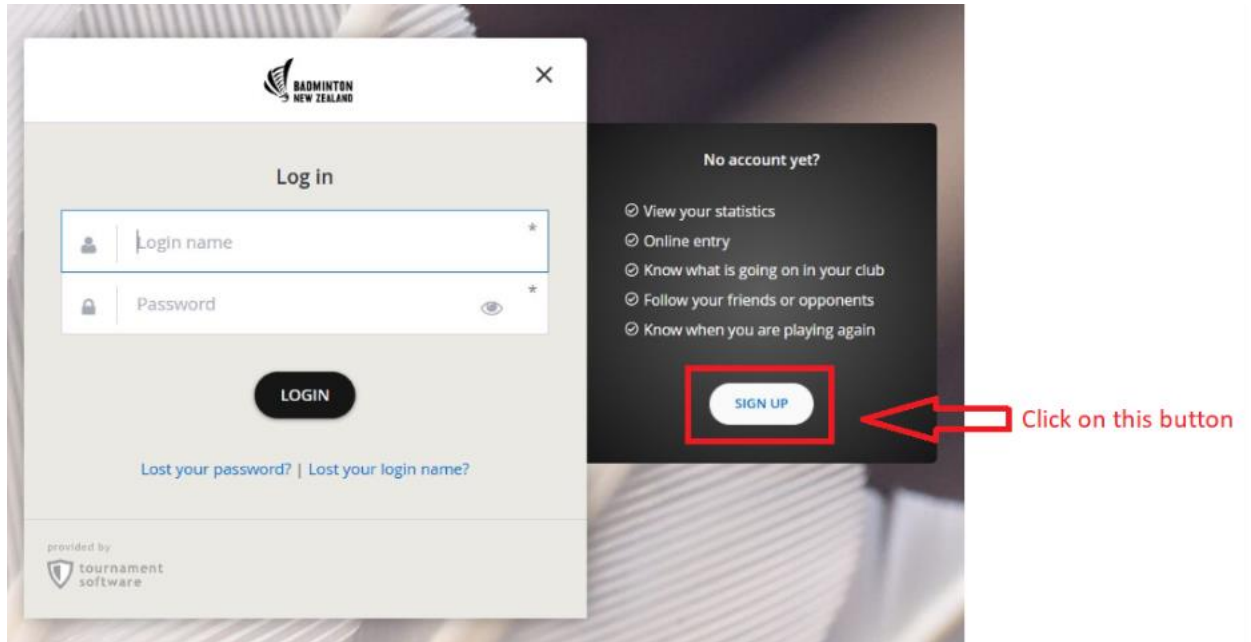 BADMINTON
NEW ZEALAND
Log in
Login name
*
Password
*
LOGIN
Lost your password? | Lost your login name?
provided by
tournament
software
No account yet?
View your statistics
Online entry
Know what is going on in your club
Follow your friends or opponents
Know when you are playing again
SIGN UP
Click on this button